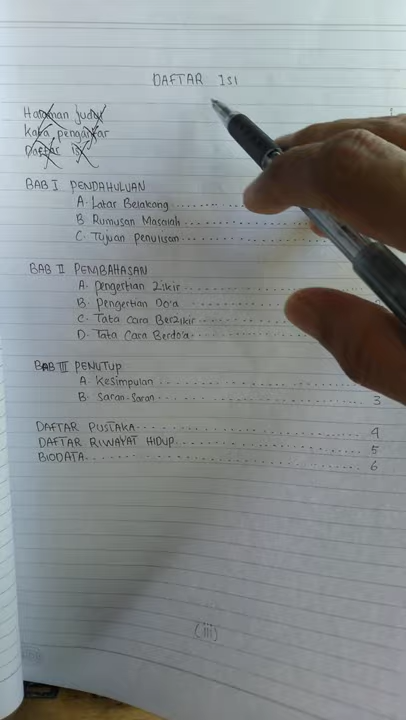 DAFTAR ISI
Halaman judul
Kata pengantar
Daftar isi
BAB I PENDAHULUAN
A. Latar Belakang..........
B. Rumusan Masalah..........
C. Tujuan penulisan..........
BAB II PEMBAHASAN
A. Pengertian Zikir..........
B. Pengertian Do'a..........
C. Tata Cara Berzikir..........
D. Tata Cara Berdo'a..........
BAB III PENUTUP
A. Kesimpulan..........
B. Saran-Saran.......... 3
DAFTAR PUSTAKA.......... 4
DAFTAR RIWAYAT HIDUP.......... 5
BIODATA.......... 6
(iii)